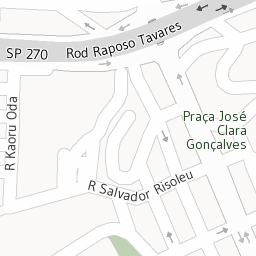 SP 270
Rod Raposo Tavares
R Kaoru Oda
Praça José
Clara
Gonçalves
R Salvador Risoleu